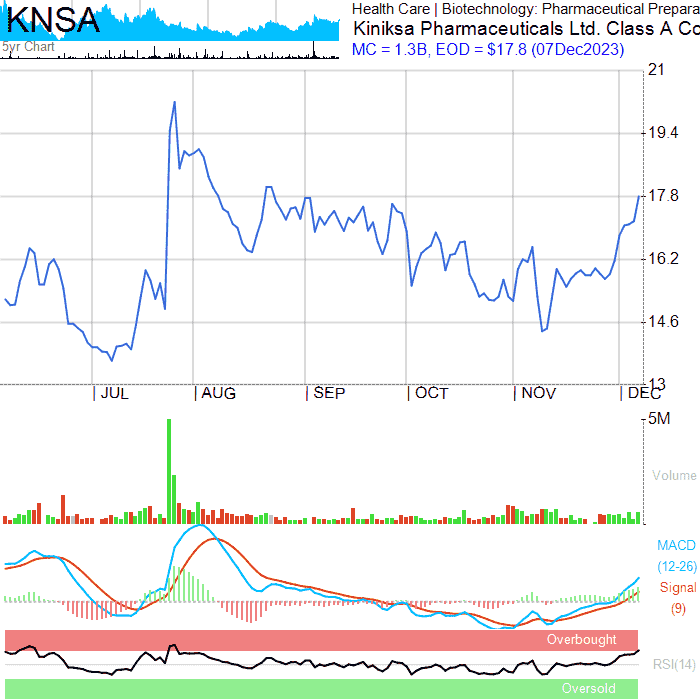 KNSA
5yr Chart
Health Care | Biotechnology: Pharmaceutical Prepara
Kiniksa Pharmaceuticals Ltd. Class A Co
MC = 1.3B, EOD = $17.8 (07Dec2023)
21
19.4
17.8
16.2
14.6
13
JUL AUG SEP OCT NOV DEC
5M
Volume
MACD
(12-26)
Signal
(9)
Overbought
RSI(14)
Oversold